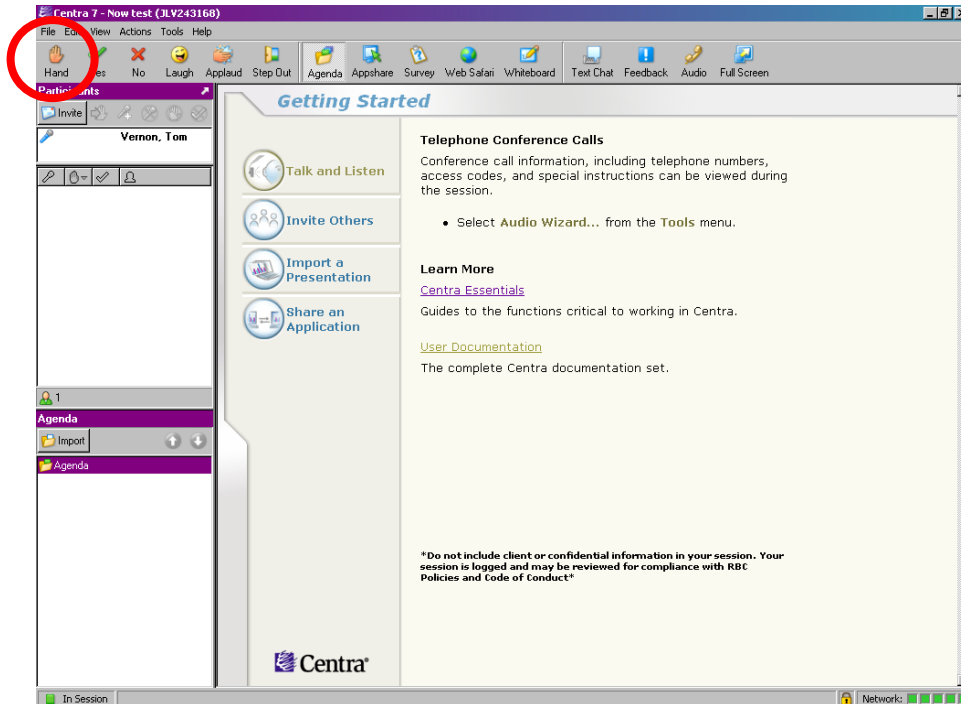 Centra 7 - Now test (JLV243168)
File Edit View Actions Tools Help
Hand Yes No Laugh Applaud Step Out Agenda Appshare Survey Web Safari Whiteboard Text Chat Feedback Audio Full Screen
Participants
Invite
Vernon, Tom
1
Agenda
Import
Agenda
Getting Started
Talk and Listen
Invite Others
Import a
Presentation
Share an
Application
Telephone Conference Calls
Conference call information, including telephone numbers,
access codes, and special instructions can be viewed during
the session.
• Select Audio Wizard... from the Tools menu.
Learn More
Centra Essentials
Guides to the functions critical to working in Centra.
User Documentation
The complete Centra documentation set.
*Do not include client or confidential information in your session. Your
session is logged and may be reviewed for compliance with RBC
Policies and Code of Conduct*
Centra®
In Session
Network: